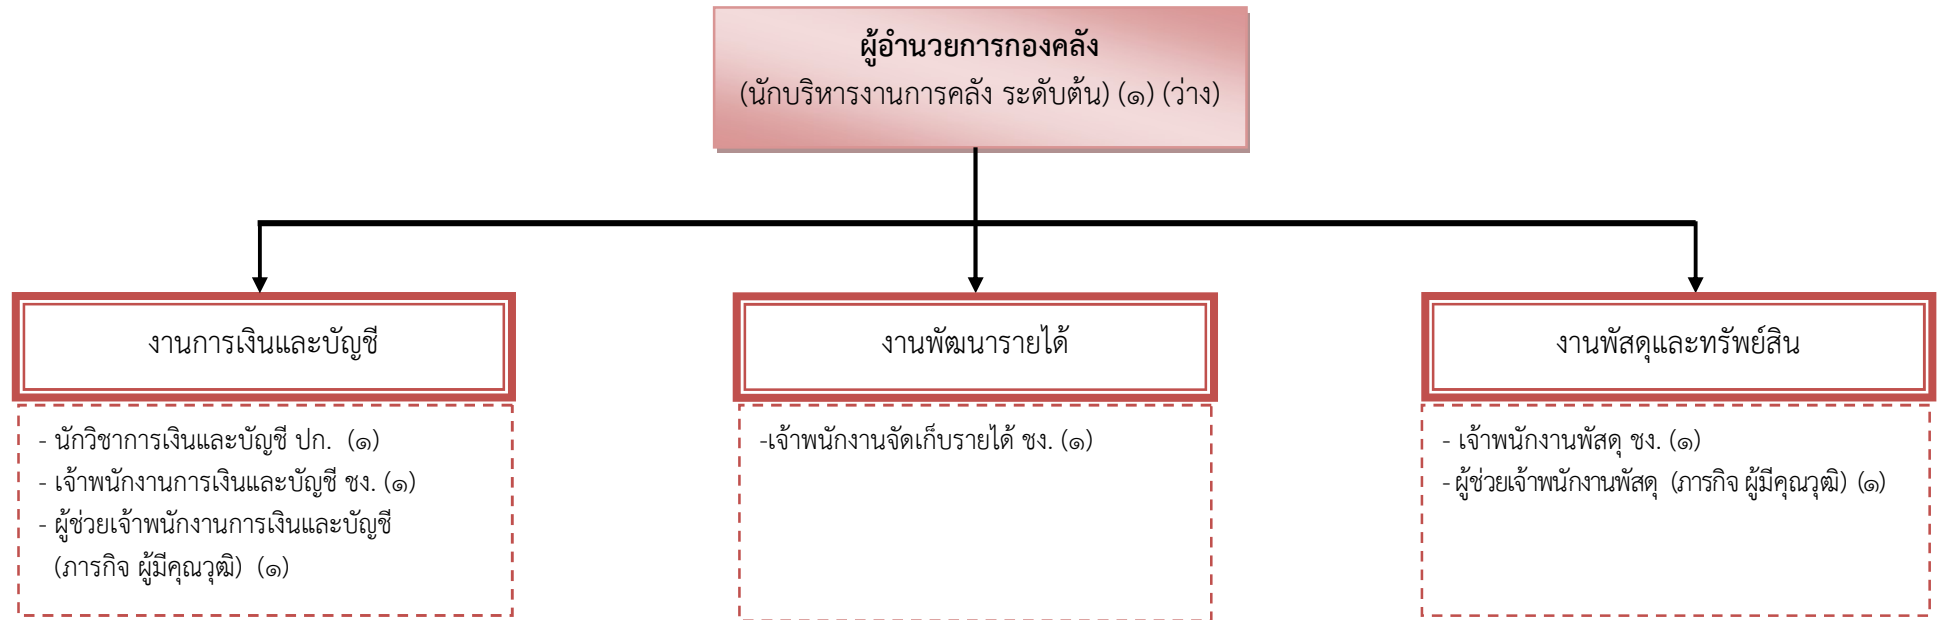 ผู้อำนวยการกองคลัง
(นักบริหารงานการคลัง ระดับต้น) (๑) (ว่าง)
งานการเงินและบัญชี
- นักวิชาการเงินและบัญชี ปก. (๑)
- เจ้าพนักงานการเงินและบัญชี ชง. (๑)
- ผู้ช่วยเจ้าพนักงานการเงินและบัญชี
(ภารกิจ ผู้มีคุณวุฒิ) (๑)
งานพัฒนารายได้
-เจ้าพนักงานจัดเก็บรายได้ ชง. (๑)
งานพัสดุและทรัพย์สิน
- เจ้าพนักงานพัสดุ ชง. (๑)
- ผู้ช่วยเจ้าพนักงานพัสดุ (ภารกิจ ผู้มีคุณวุฒิ) (๑)